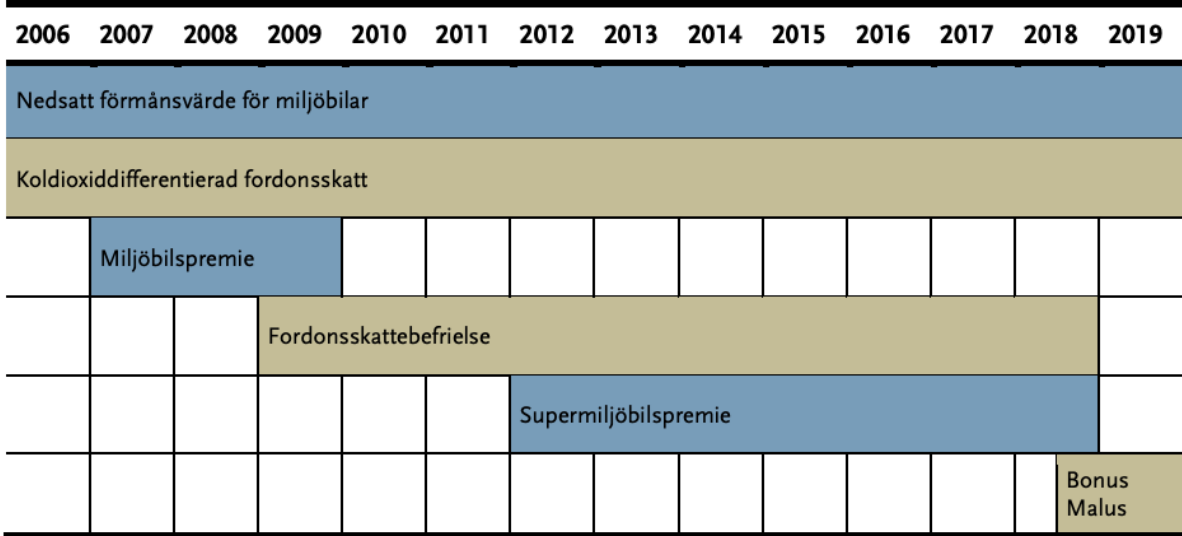 2006 2007 2008 2009 2010 2011 2012 2013 2014 2015 2016 2017 2018 2019
Nedsatt förmånsvärde för miljöbilar
Koldioxiddifferentierad fordonsskatt
Miljöbilspremie
Fordonsskattebefrielse
Supermiljöbilspremie
Bonus
Malus